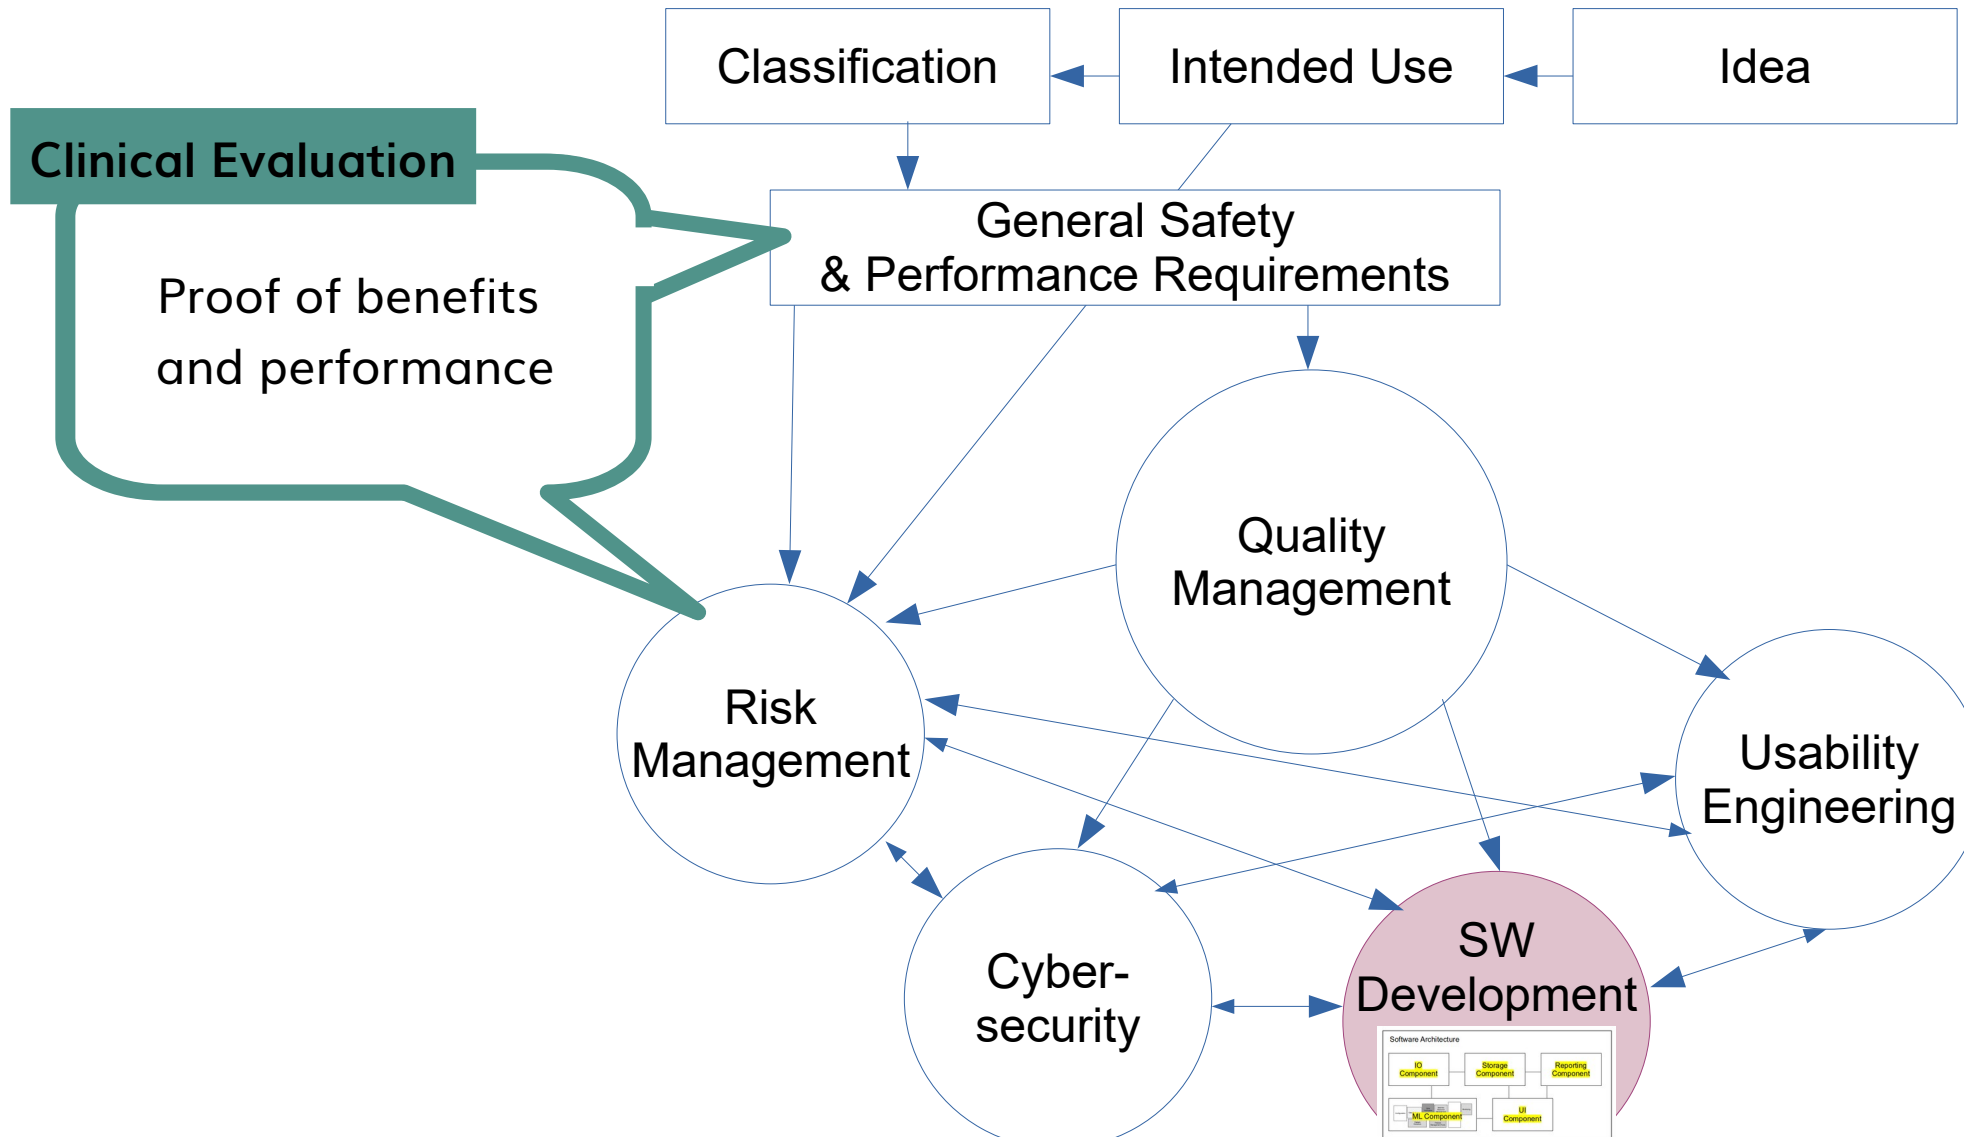 Classification
Intended Use
Idea
Clinical Evaluation
Proof of benefits
and performance
General Safety
& Performance Requirements
Quality
Management
Risk
Management
Usability
Engineering
Cyber-
security
SW
Development
Software Architecture
IO
Component
Storage
Component
Reporting
Component
ML Component
UI
Component